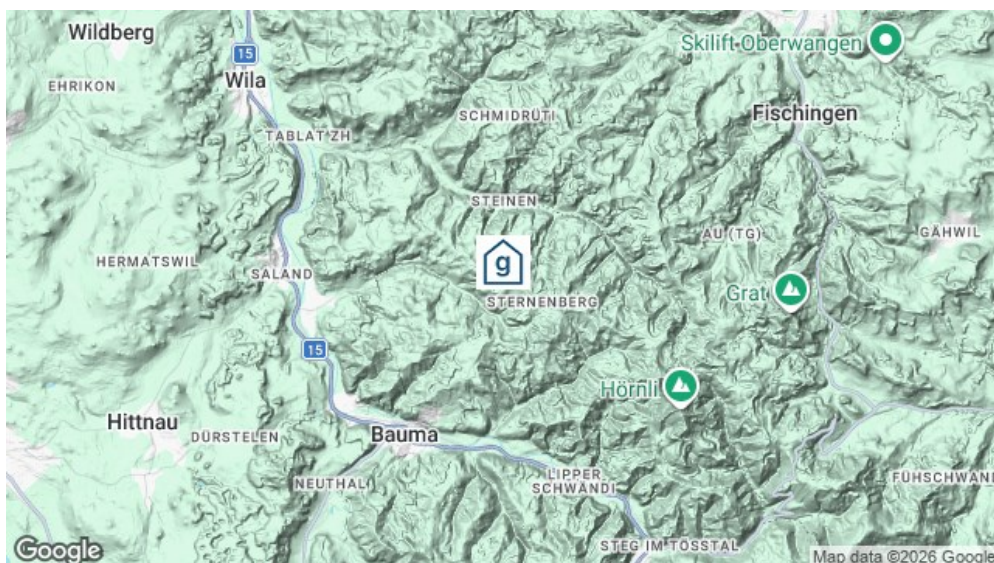 Wildberg
15
Skilift Oberwangen
EHRIKON
Wila
SCHMIDRÜTI
Fischingen
TABLAT ZH
STEINEN
AU (TG)
GÄHWIL
HERMATSWIL
SALAND
g
STERNENBERG
Grat
15
Hörnli
Hittnau
DÜRSTELEN
Bauma
NEUTHAL
LIPPER
SCHWÄNDI
FÜHSCHWAND
STEG IM TÖSSTAL
Google
Map data ©2026 Google